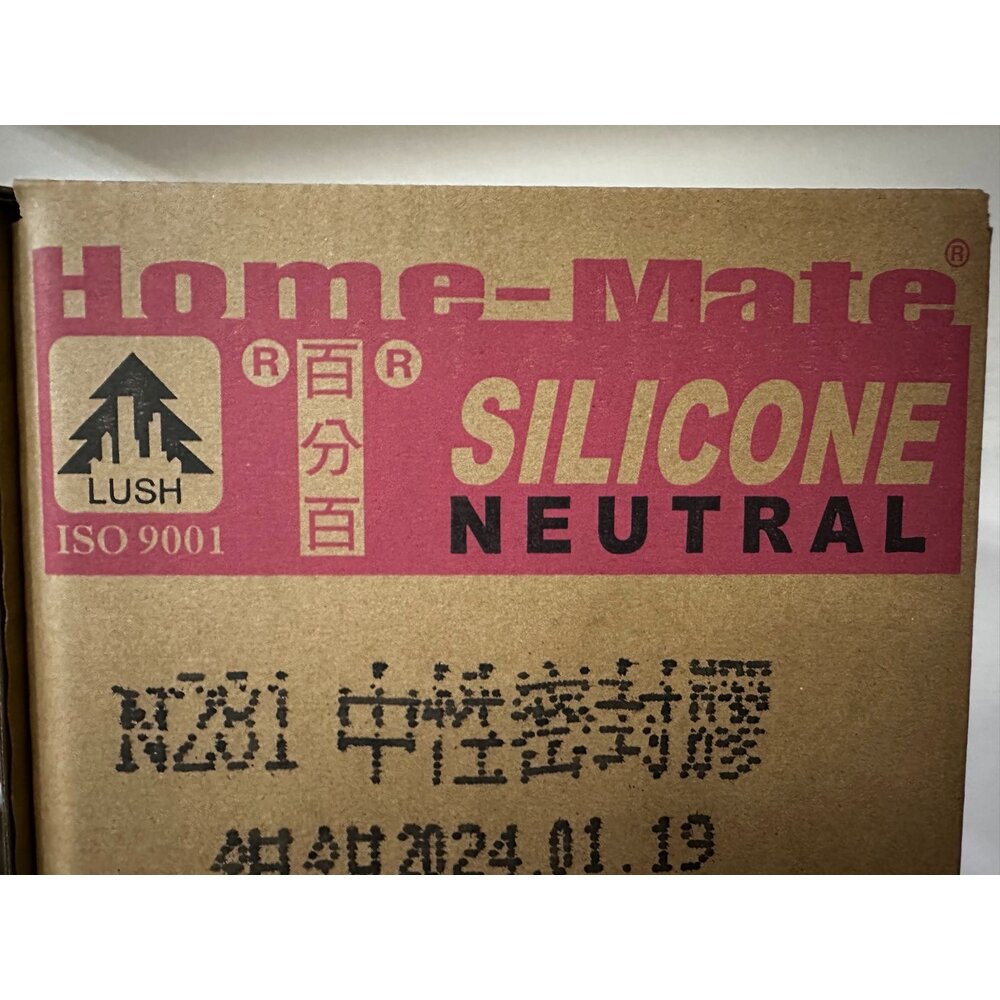 Home-Mate®
® 百分百 ®
SILICONE
NEUTRAL
LUSH
ISO 9001
N281 中性密封膠
2024.01.19